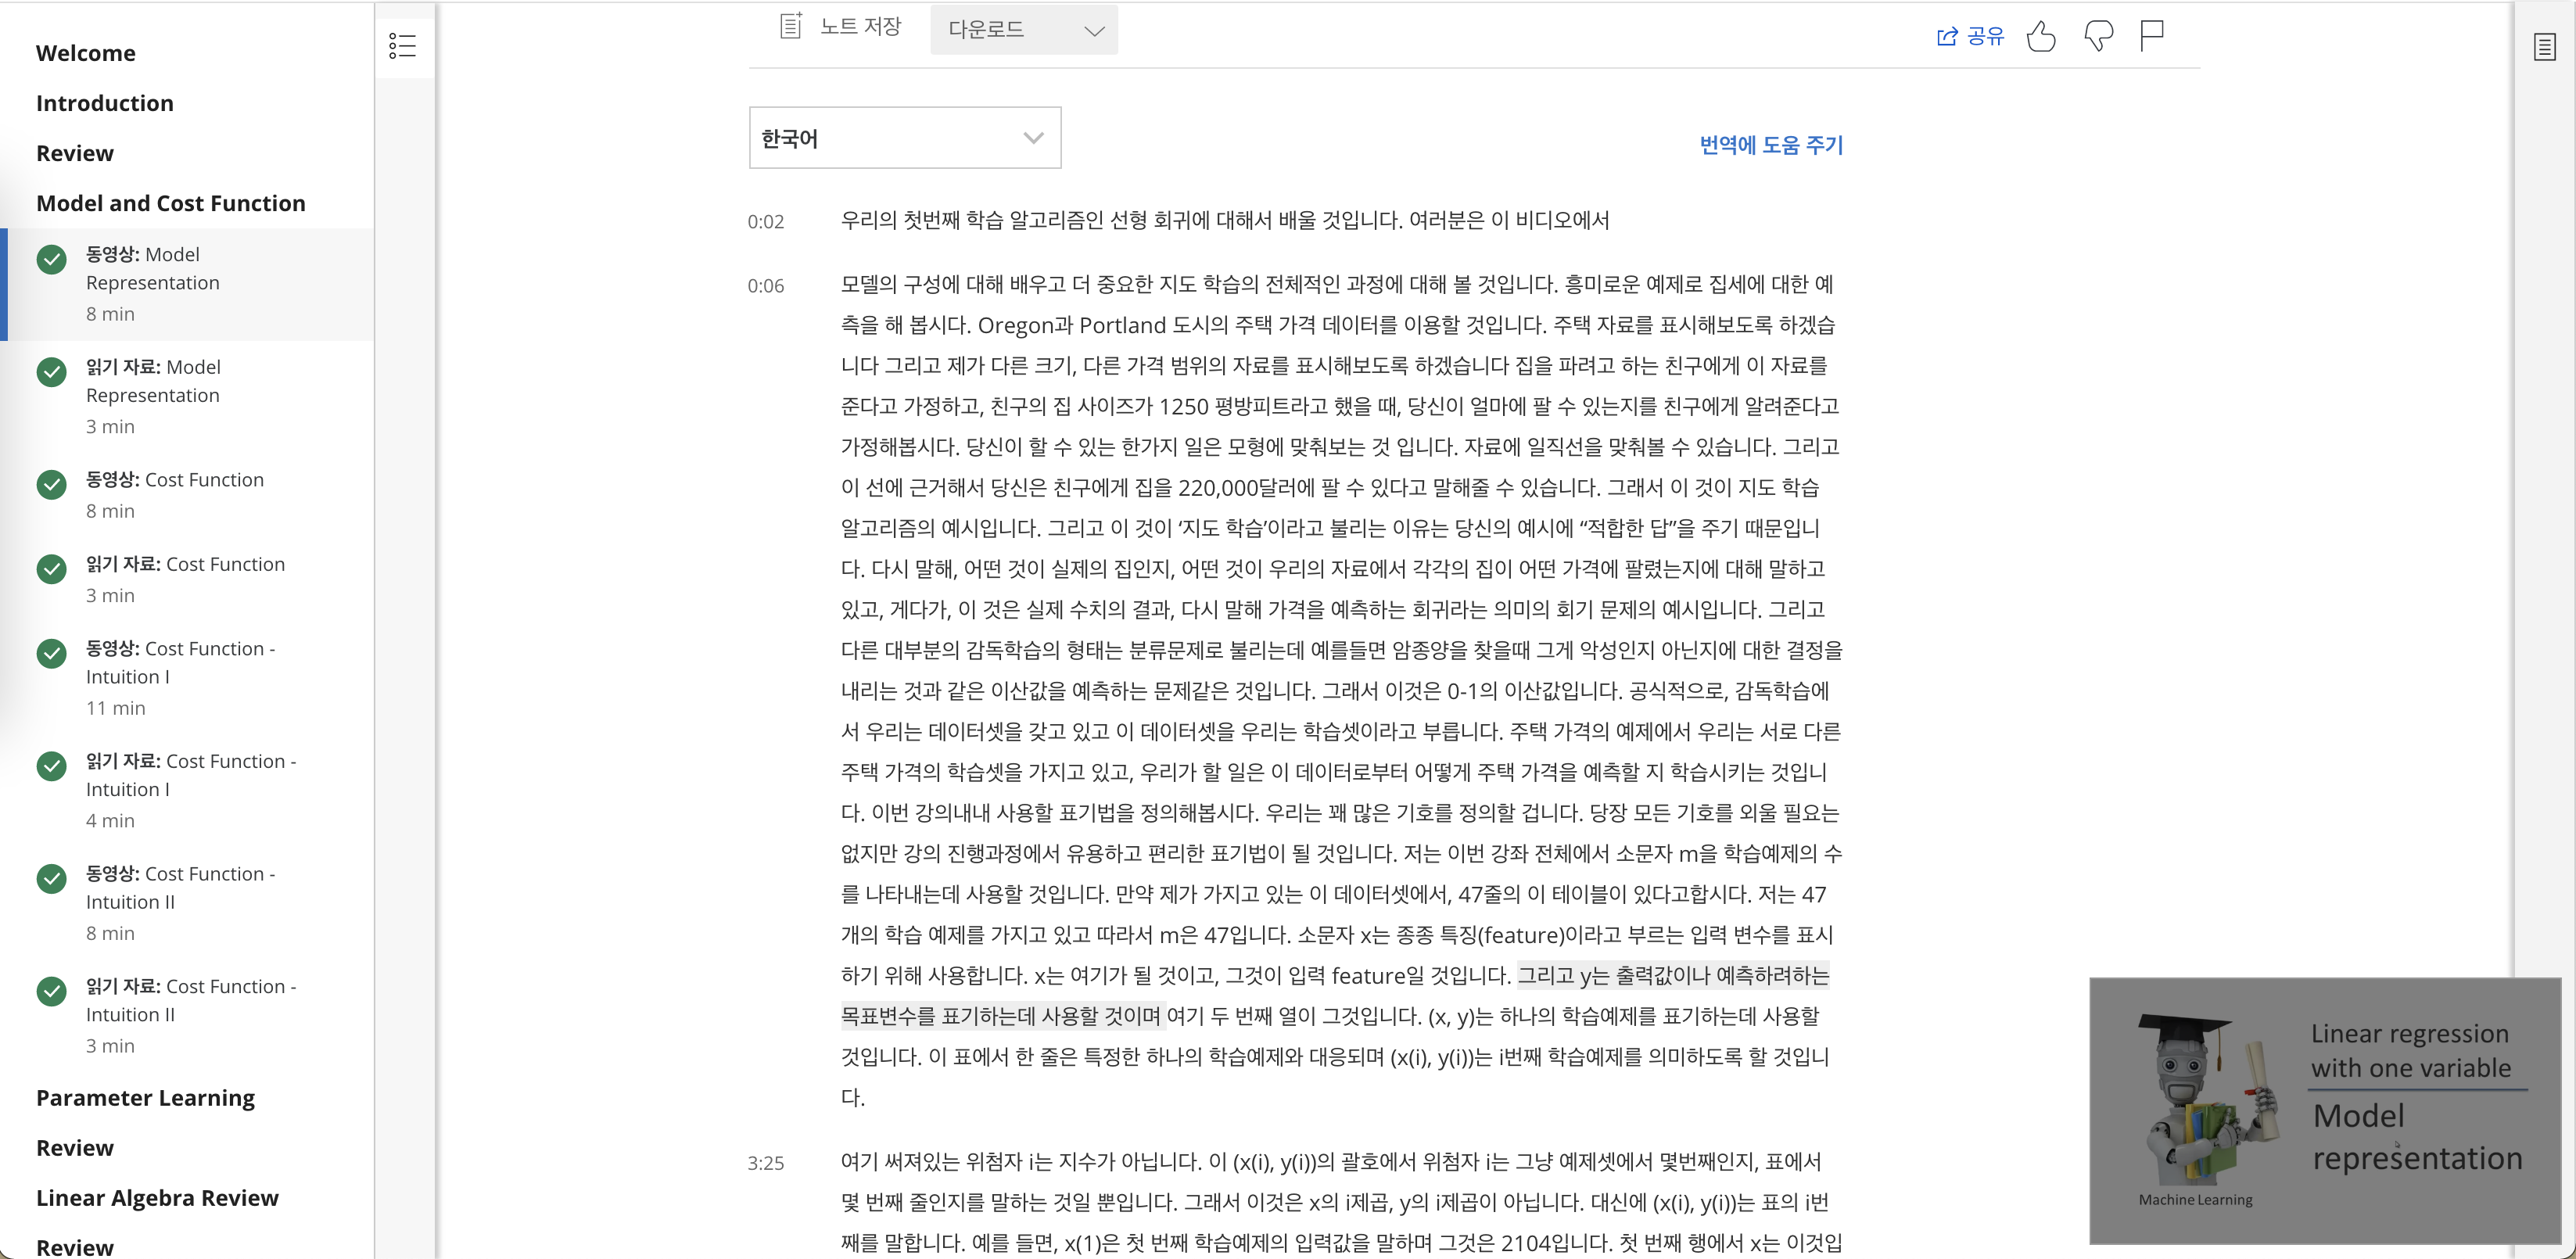 Welcome
Introduction
Review
Model and Cost Function
동영상: Model
Representation
8 min
읽기 자료: Model
Representation
3 min
동영상: Cost Function
8 min
읽기 자료: Cost Function
3 min
동영상: Cost Function -
Intuition I
11 min
읽기 자료: Cost Function -
Intuition I
4 min
동영상: Cost Function -
Intuition II
8 min
읽기 자료: Cost Function -
Intuition II
3 min
Parameter Learning
Review
Linear Algebra Review
Review
노트 저장
다운로드
공유
한국어
번역에 도움 주기
0:02
우리의 첫번째 학습 알고리즘인 선형 회귀에 대해서 배울 것입니다. 여러분은 이 비디오에서
0:06
모델의 구성에 대해 배우고 더 중요한 지도 학습의 전체적인 과정에 대해 볼 것입니다. 흥미로운 예제로 집세에 대한 예
측을 해 봅시다. Oregon과 Portland 도시의 주택 가격 데이터를 이용할 것입니다. 주택 자료를 표시해보도록 하겠습
니다 그리고 제가 다른 크기, 다른 가격 범위의 자료를 표시해보도록 하겠습니다 집을 파려고 하는 친구에게 이 자료를
준다고 가정하고, 친구의 집 사이즈가 1250 평방피트라고 했을 때, 당신이 얼마에 팔 수 있는지를 친구에게 알려준다고
가정해봅시다. 당신이 할 수 있는 한가지 일은 모형에 맞춰보는 것 입니다. 자료에 일직선을 맞춰볼 수 있습니다. 그리고
이 선에 근거해서 당신은 친구에게 집을 220,000달러에 팔 수 있다고 말해줄 수 있습니다. 그래서 이 것이 지도 학습
알고리즘의 예시입니다. 그리고 이 것이 ‘지도 학습’이라고 불리는 이유는 당신의 예시에 “적합한 답”을 주기 때문입니
다. 다시 말해, 어떤 것이 실제의 집인지, 어떤 것이 우리의 자료에서 각각의 집이 어떤 가격에 팔렸는지에 대해 말하고
있고, 게다가, 이 것은 실제 수치의 결과, 다시 말해 가격을 예측하는 회귀라는 의미의 회기 문제의 예시입니다. 그리고
다른 대부분의 감독학습의 형태는 분류문제로 불리는데 예를들면 암종양을 찾을때 그게 악성인지 아닌지에 대한 결정을
내리는 것과 같은 이산값을 예측하는 문제같은 것입니다. 그래서 이것은 0-1의 이산값입니다. 공식적으로, 감독학습에
서 우리는 데이터셋을 갖고 있고 이 데이터셋을 우리는 학습셋이라고 부릅니다. 주택 가격의 예제에서 우리는 서로 다른
주택 가격의 학습셋을 가지고 있고, 우리가 할 일은 이 데이터로부터 어떻게 주택 가격을 예측할 지 학습시키는 것입니
다. 이번 강의내내 사용할 표기법을 정의해봅시다. 우리는 꽤 많은 기호를 정의할 겁니다. 당장 모든 기호를 외울 필요는
없지만 강의 진행과정에서 유용하고 편리한 표기법이 될 것입니다. 저는 이번 강좌 전체에서 소문자 m을 학습예제의 수
를 나타내는데 사용할 것입니다. 만약 제가 가지고 있는 이 데이터셋에서, 47줄의 이 테이블이 있다고합시다. 저는 47
개의 학습 예제를 가지고 있고 따라서 m은 47입니다. 소문자 x는 종종 특징(feature)이라고 부르는 입력 변수를 표시
하기 위해 사용합니다. x는 여기가 될 것이고, 그것이 입력 feature일 것입니다. 그리고 y는 출력값이나 예측하려하는
목표변수를 표기하는데 사용할 것이며 여기 두 번째 열이 그것입니다. (x, y)는 하나의 학습예제를 표기하는데 사용할
것입니다. 이 표에서 한 줄은 특정한 하나의 학습예제와 대응되며 (x(i), y(i))는 i번째 학습예제를 의미하도록 할 것입니
다.
3:25
여기 써져있는 위첨자 i는 지수가 아닙니다. 이 (x(i), y(i))의 괄호에서 위첨자 i는 그냥 예제셋에서 몇번째인지, 표에서
몇 번째 줄인지를 말하는 것일 뿐입니다. 그래서 이것은 x의 i제곱, y의 i제곱이 아닙니다. 대신에 (x(i), y(i))는 표의 i번
째를 말합니다. 예를 들면, x(1)은 첫 번째 학습예제의 입력값을 말하며 그것은 2104입니다. 첫 번째 행에서 x는 이것입
Linear regression
with one variable
Model
representation
Machine Learning